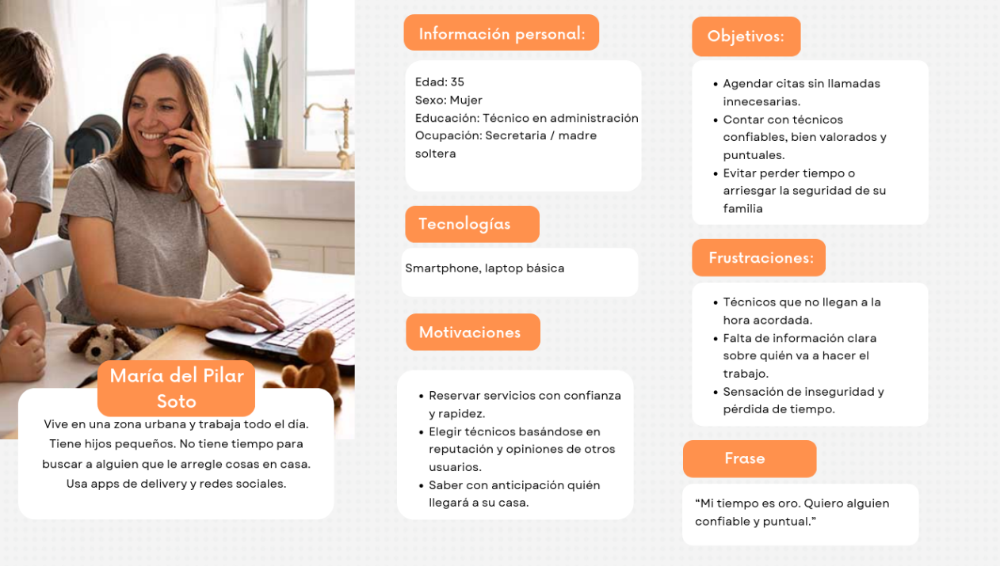 María del Pilar
Soto
Vive en una zona urbana y trabaja todo el día.
Tiene hijos pequeños. No tiene tiempo para
buscar a alguien que le arregle cosas en casa.
Usa apps de delivery y redes sociales.
Información personal:
Edad: 35
Sexo: Mujer
Educación: Técnico en administración
Ocupación: Secretaria / madre
soltera
Tecnologías
Smartphone, laptop básica
Motivaciones
• Reservar servicios con confianza
y rapidez.
• Elegir técnicos basándose en
reputación y opiniones de otros
usuarios.
• Saber con anticipación quién
llegará a su casa.
Objetivos:
• Agendar citas sin llamadas
innecesarias.
• Contar con técnicos
confiables, bien valorados y
puntuales.
• Evitar perder tiempo o
arriesgar la seguridad de su
familia
Frustraciones:
• Técnicos que no llegan a la
hora acordada.
• Falta de información clara
sobre quién va a hacer el
trabajo.
• Sensación de inseguridad y
pérdida de tiempo.
Frase
“Mi tiempo es oro. Quiero alguien
confiable y puntual.”